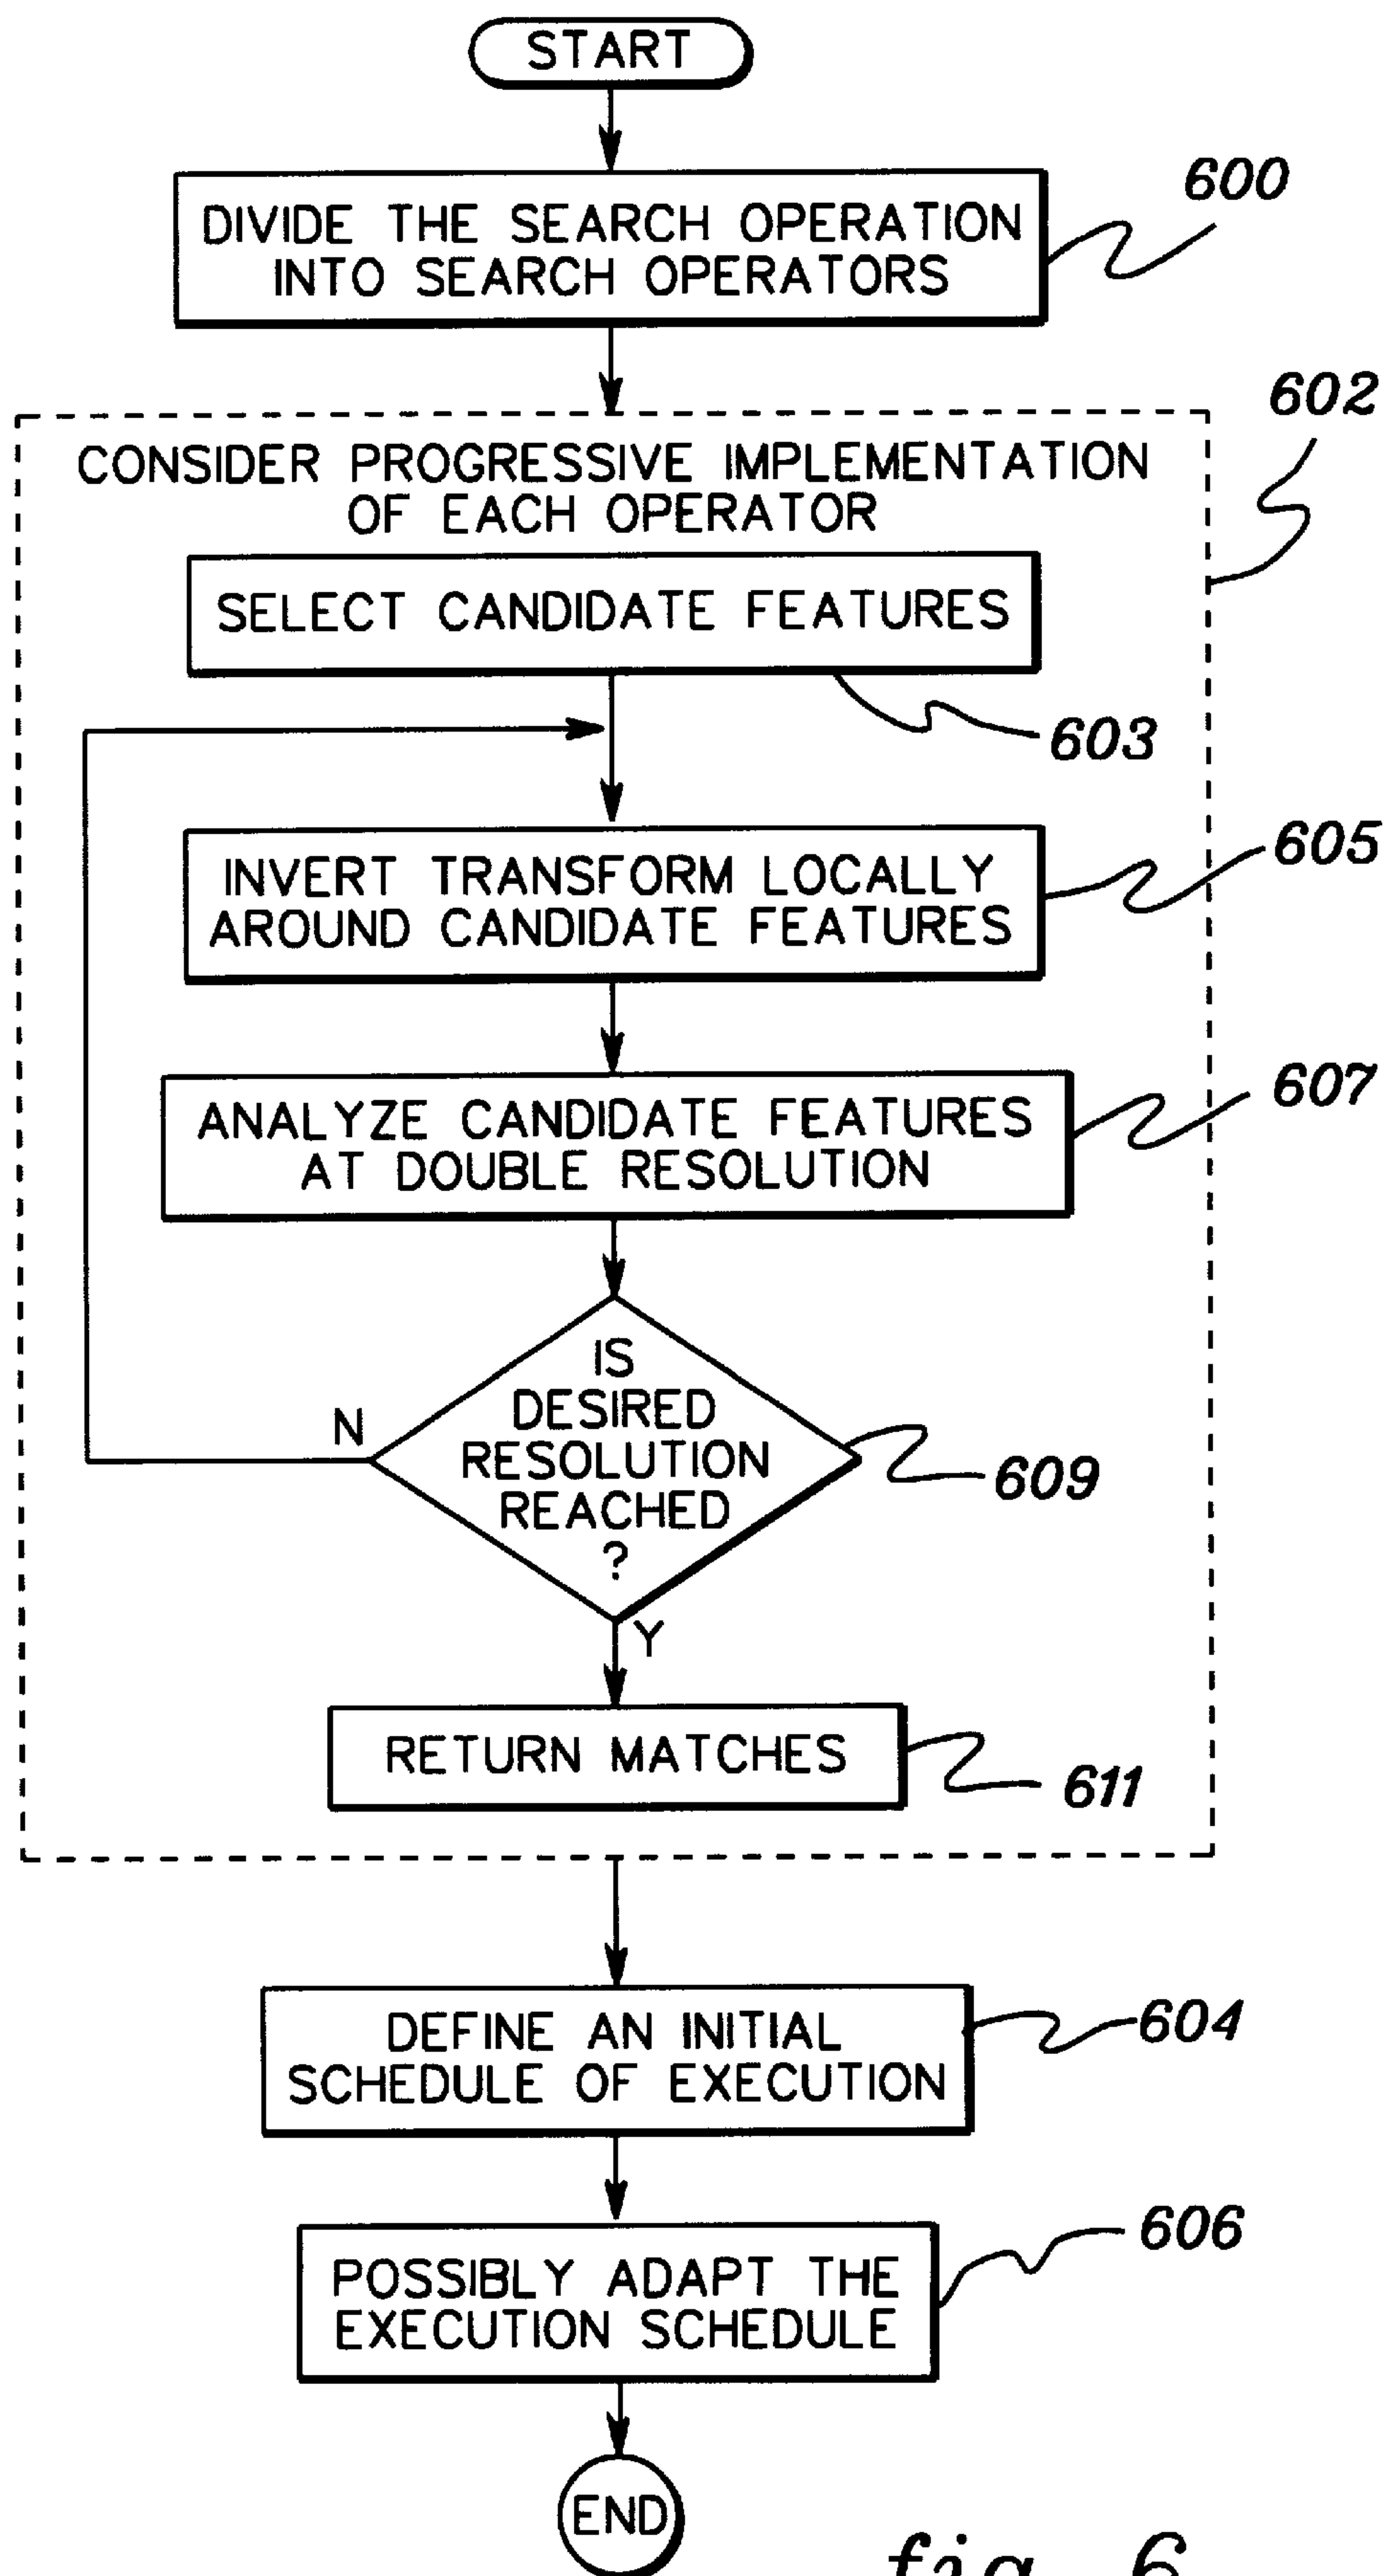 START
DIVIDE THE SEARCH OPERATION
INTO SEARCH OPERATORS
600
602
CONSIDER PROGRESSIVE IMPLEMENTATION
OF EACH OPERATOR
SELECT CANDIDATE FEATURES
603
INVERT TRANSFORM LOCALLY
AROUND CANDIDATE FEATURES
605
ANALYZE CANDIDATE FEATURES
AT DOUBLE RESOLUTION
607
IS
DESIRED
RESOLUTION
REACHED
?
N
609
Y
RETURN MATCHES
611
DEFINE AN INITIAL
SCHEDULE OF EXECUTION
604
POSSIBLY ADAPT THE
EXECUTION SCHEDULE
606
END
fig. 6